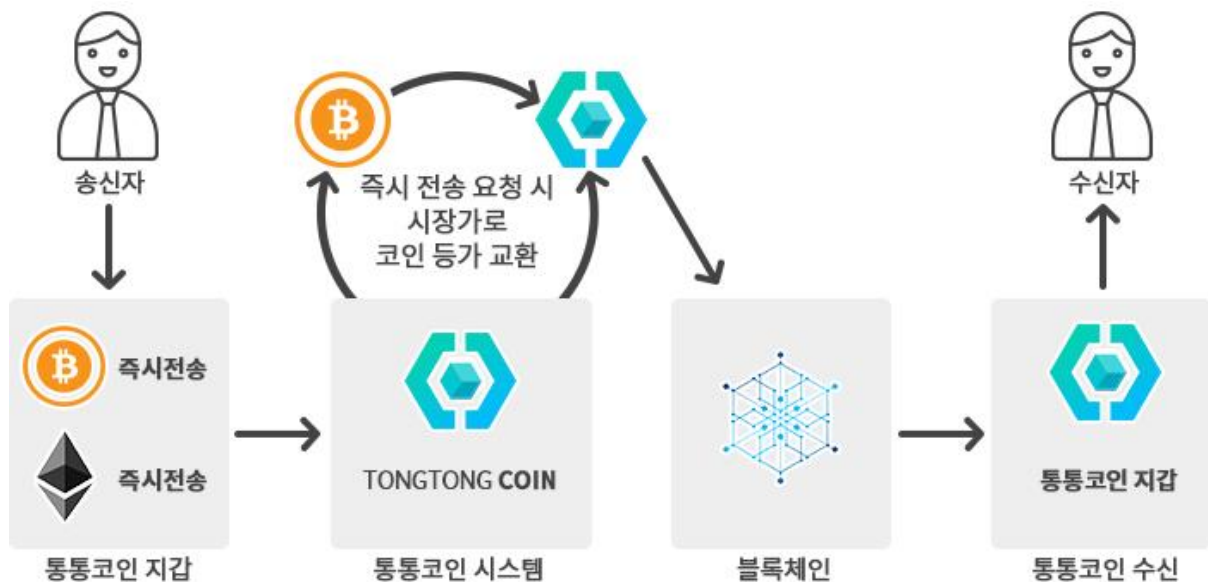 송신자
즉시 전송 요청 시
시장가로
코인 등가 교환
수신자
즉시전송
즉시전송
통통코인 지갑
TONGTONG COIN
통통코인 시스템
블록체인
통통코인 지갑
통통코인 수신